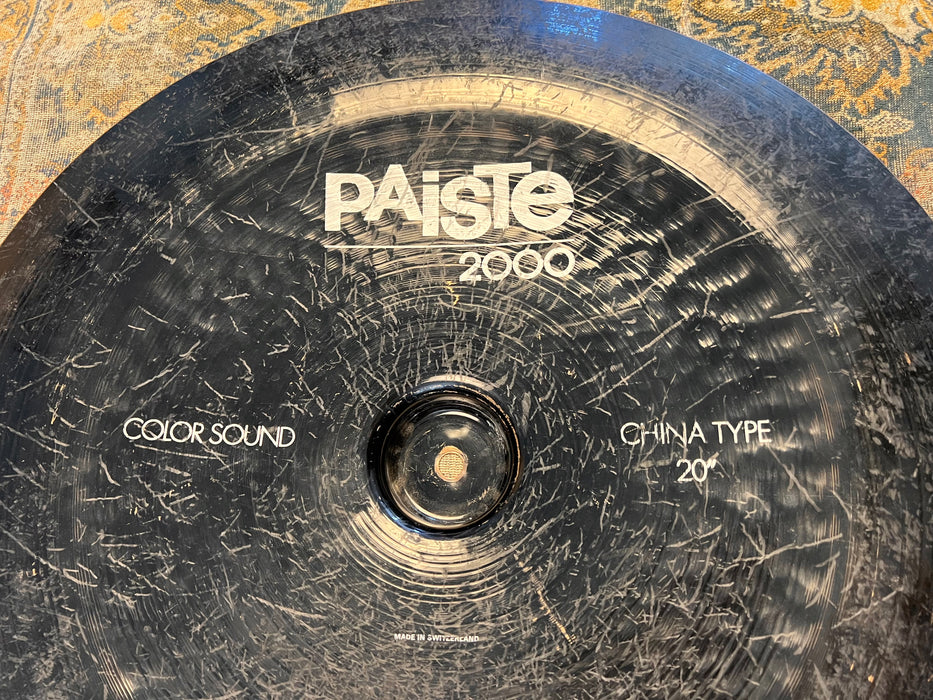 PAiSTe
2000
COLOR SOUND
CHINA TYPE
20"
MADE IN SWITZERLAND